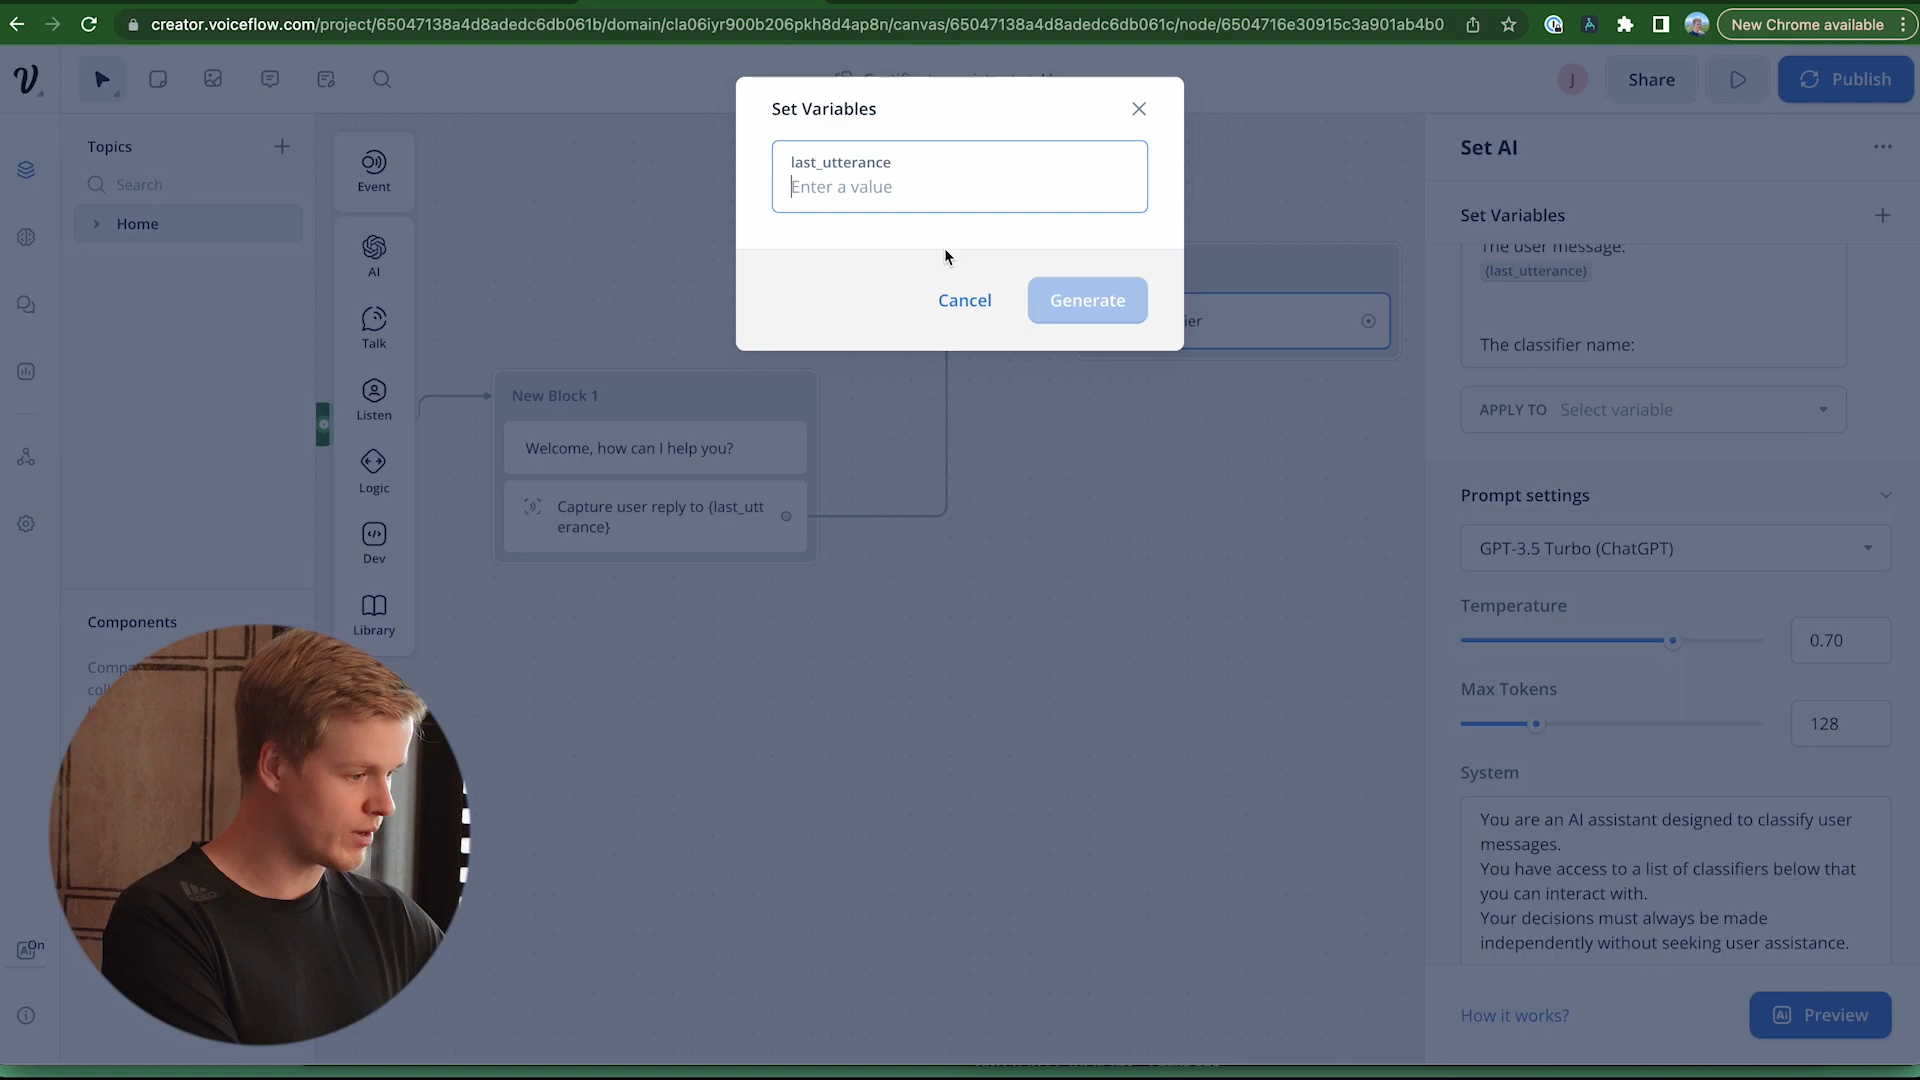 creator.voiceflow.com/project/65047138a4d8adedc6db061b/domain/cla06iyr900b206pkh8d4ap8n/canvas/65047138a4d8adedc6db061c/node/6504716e30915c3a901ab4b0
New Chrome available
J
Share
Publish
Topics
Search
Home
Event
AI
Talk
Listen
Logic
Dev
Library
Components
On
Set Variables
last_utterance
Enter a value
Cancel
Generate
New Block 1
Welcome, how can I help you?
Capture user reply to {last_utt
erance}
Set AI
Set Variables
The user message:
{last_utterance}
The classifier name:
APPLY TO Select variable
Prompt settings
GPT-3.5 Turbo (ChatGPT)
Temperature
0.70
Max Tokens
128
System
You are an AI assistant designed to classify user
messages.
You have access to a list of classifiers below that
you can interact with.
Your decisions must always be made
independently without seeking user assistance.
How it works?
Ai Preview